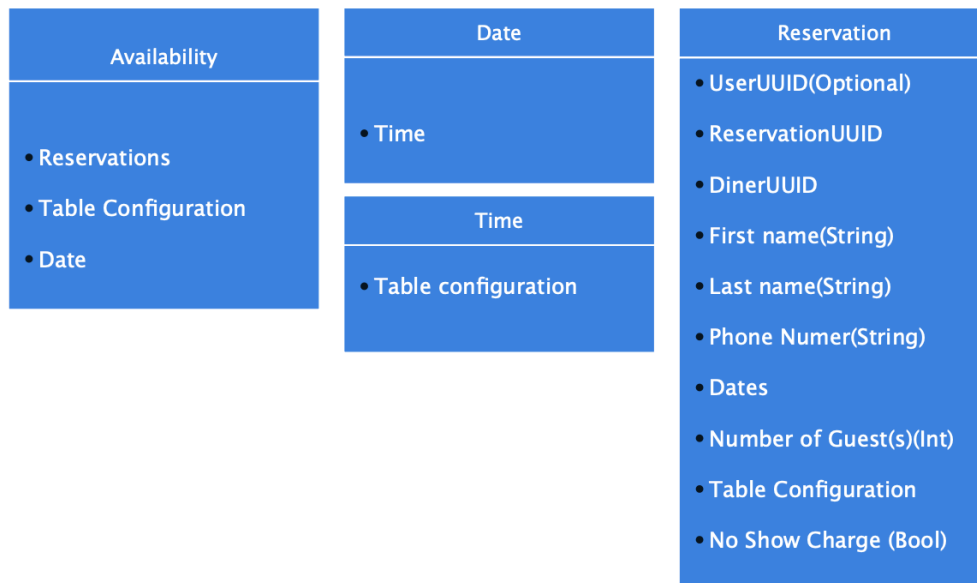 Availability
• Reservations
• Table Configuration
• Date
Date
• Time
Time
• Table configuration
Reservation
• UserUUID(Optional)
• ReservationUUID
• DinerUUID
• First name(String)
• Last name(String)
• Phone Numer(String)
• Dates
• Number of Guest(s)(Int)
• Table Configuration
• No Show Charge (Bool)